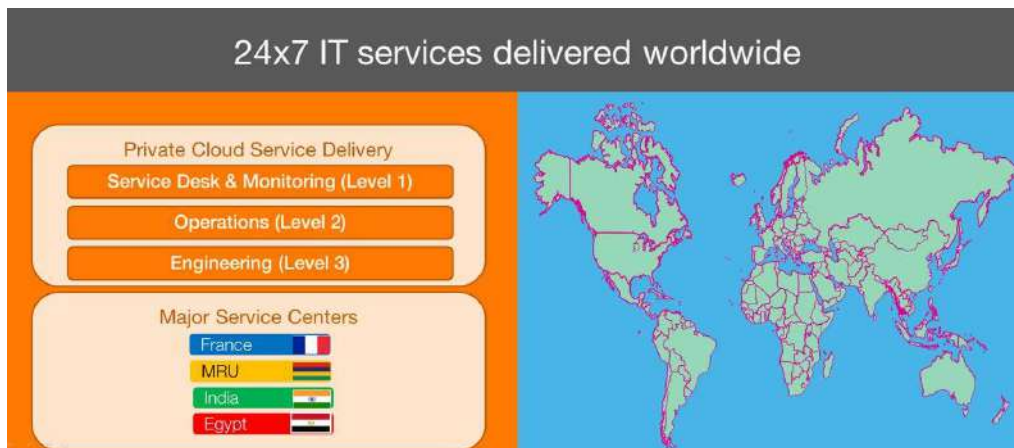 24x7 IT services delivered worldwide
Private Cloud Service Delivery
Service Desk & Monitoring (Level 1)
Operations (Level 2)
Engineering (Level 3)
Major Service Centers
France
MRU
India
Egypt